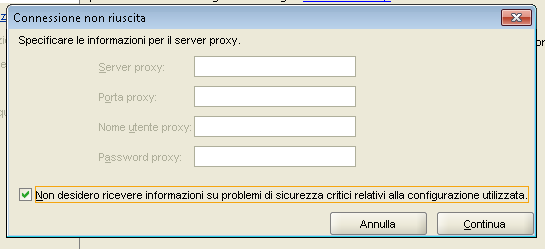 Connessione non riuscita
Specificare le informazioni per il server proxy.
Server proxy:
Porta proxy:
Nome utente proxy:
Password proxy:
Non desidero ricevere informazioni su problemi di sicurezza critici relativi alla configurazione utilizzata.
Annulla
Continua